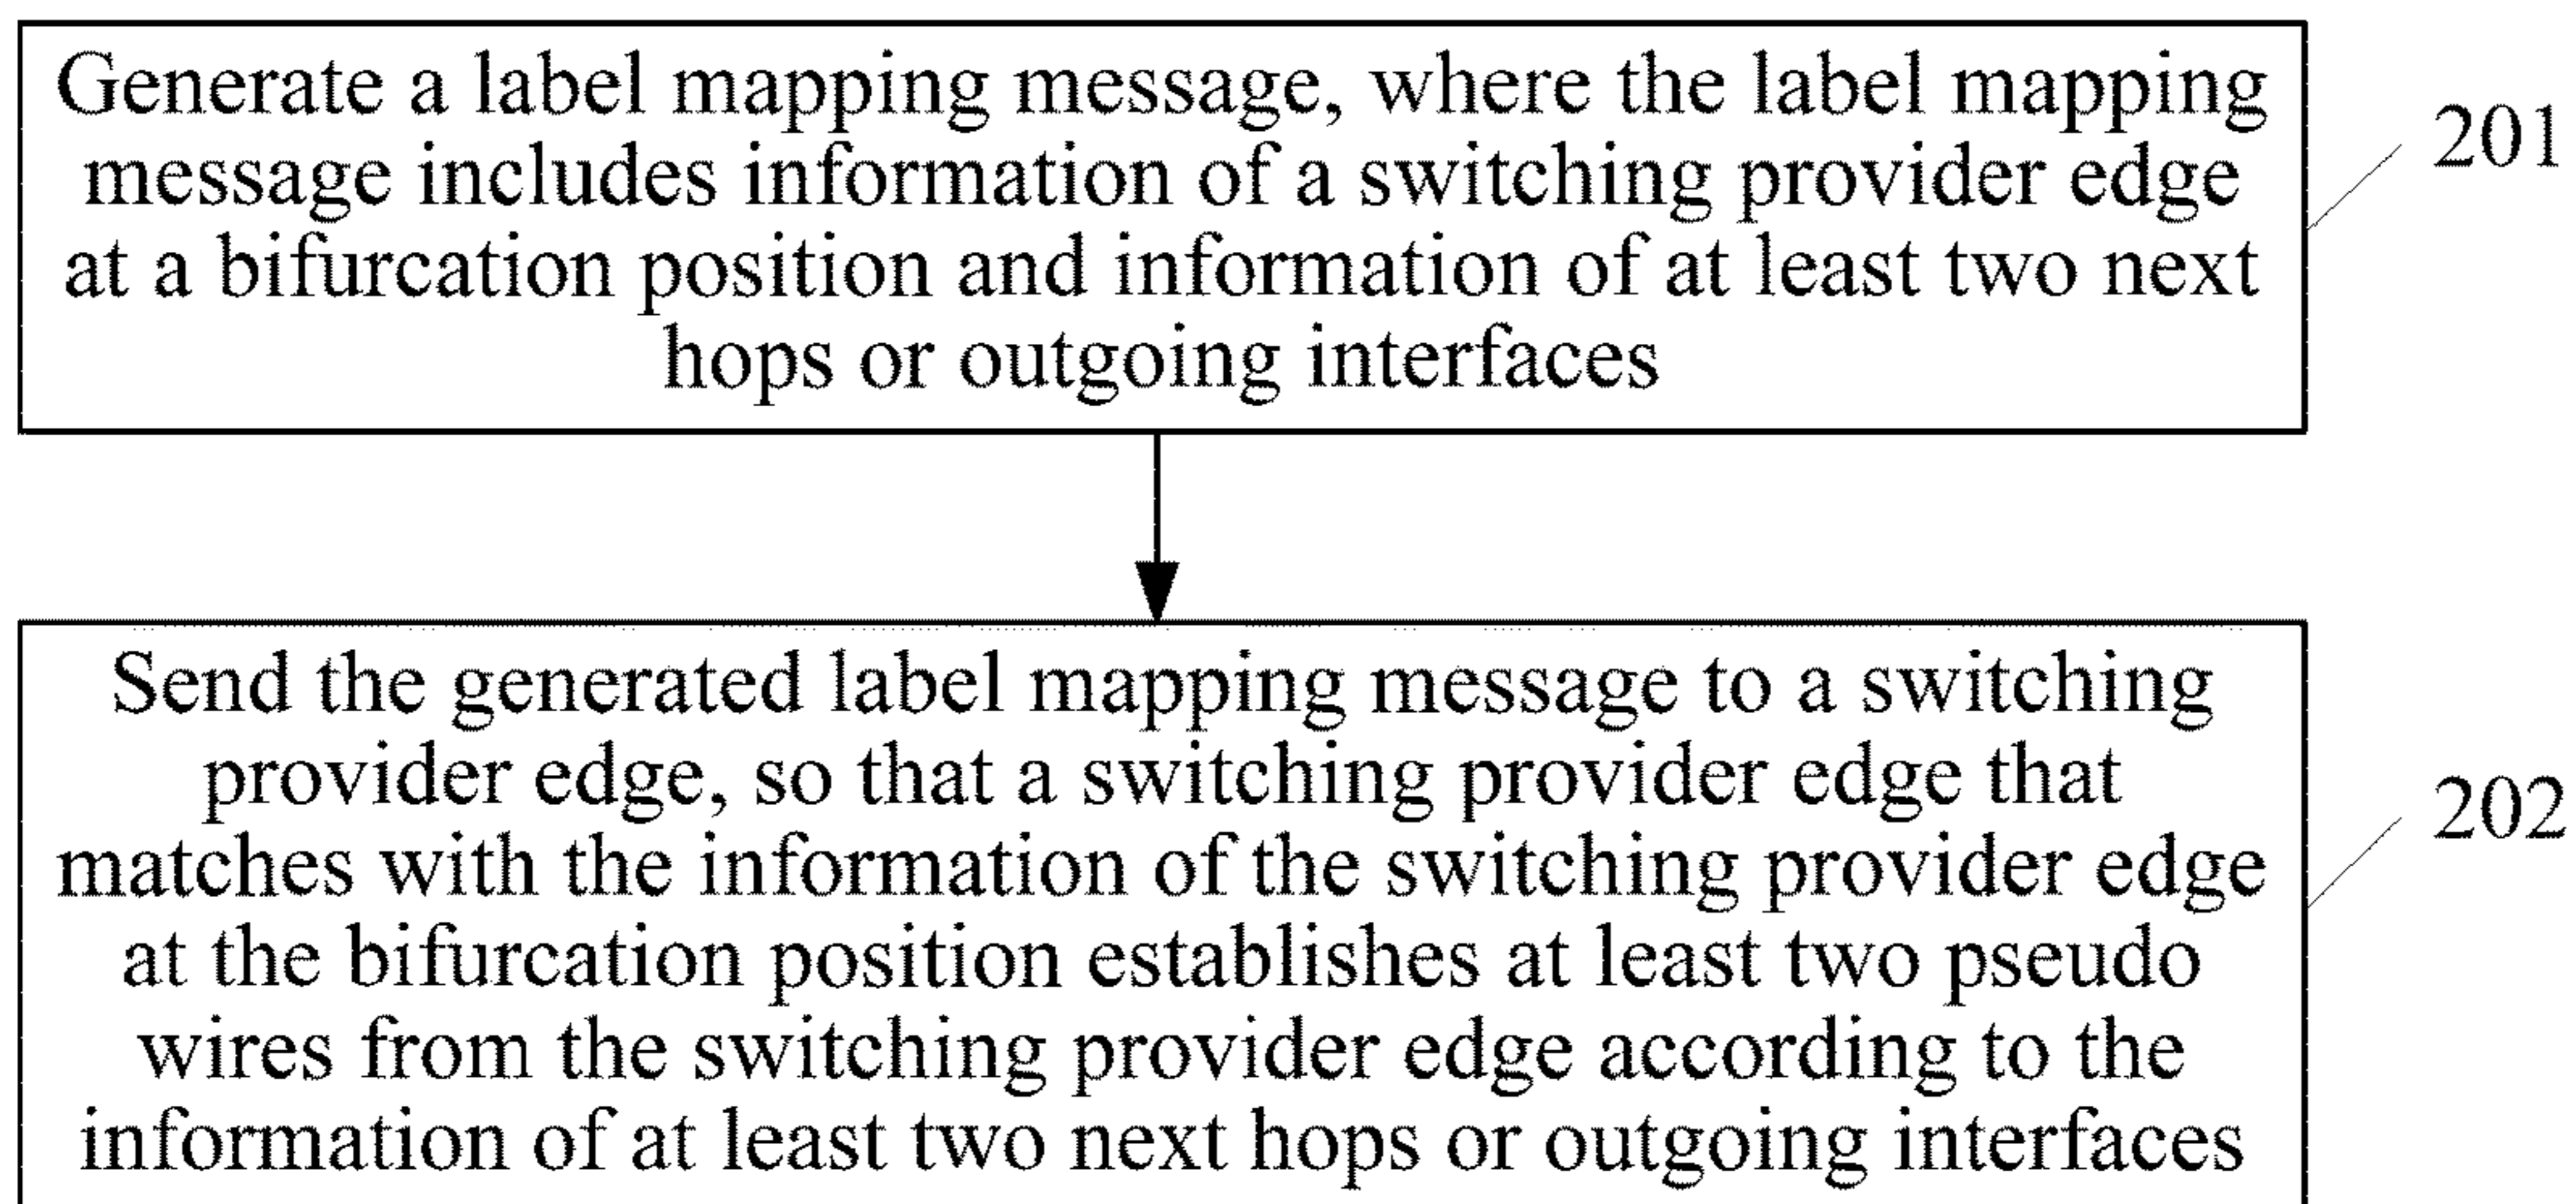 Generate a label mapping message, where the label mapping
message includes information of a switching provider edge
at a bifurcation position and information of at least two next
hops or outgoing interfaces
201
Send the generated label mapping message to a switching
provider edge, so that a switching provider edge that
matches with the information of the switching provider edge
at the bifurcation position establishes at least two pseudo
wires from the switching provider edge according to the
information of at least two next hops or outgoing interfaces
202